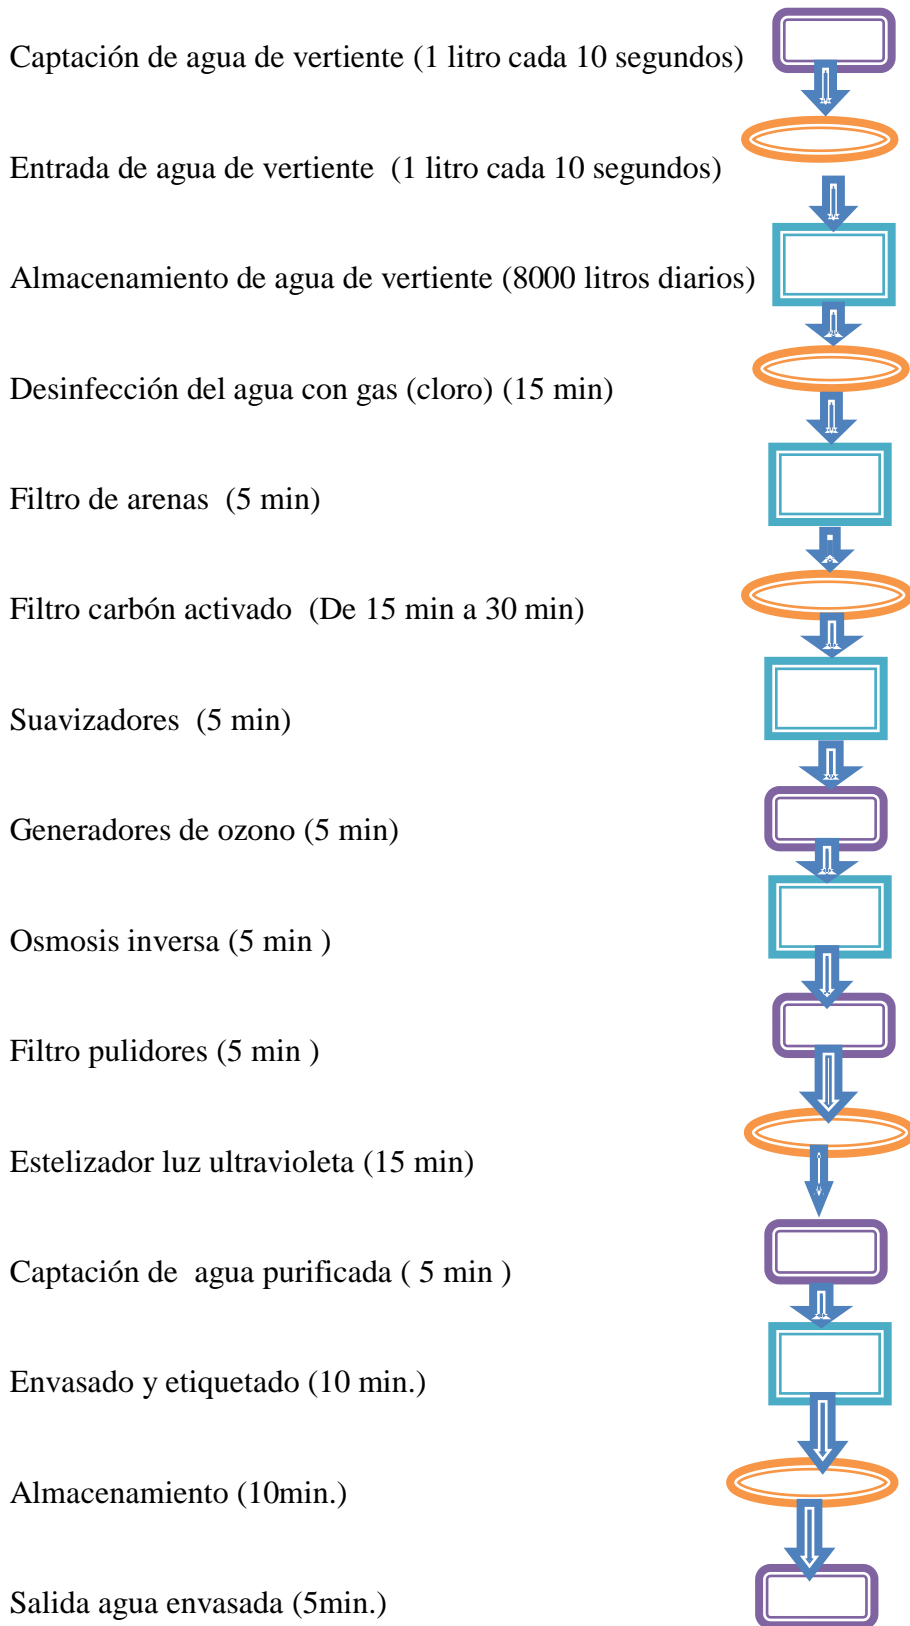 Captación de agua de vertiente (1 litro cada 10 segundos)
Entrada de agua de vertiente  (1 litro cada 10 segundos)
Almacenamiento de agua de vertiente (8000 litros diarios)
Desinfección del agua con gas (cloro) (15 min)
Filtro de arenas  (5 min)
Filtro carbón activado  (De 15 min a 30 min)
Suavizadores  (5 min)
Generadores de ozono (5 min)
Osmosis inversa (5 min )
Filtro pulidores (5 min )
Estelizador luz ultravioleta (15 min)
Captación de  agua purificada ( 5 min )
Envasado y etiquetado (10 min.)
Almacenamiento (10min.)
Salida agua envasada (5min.)